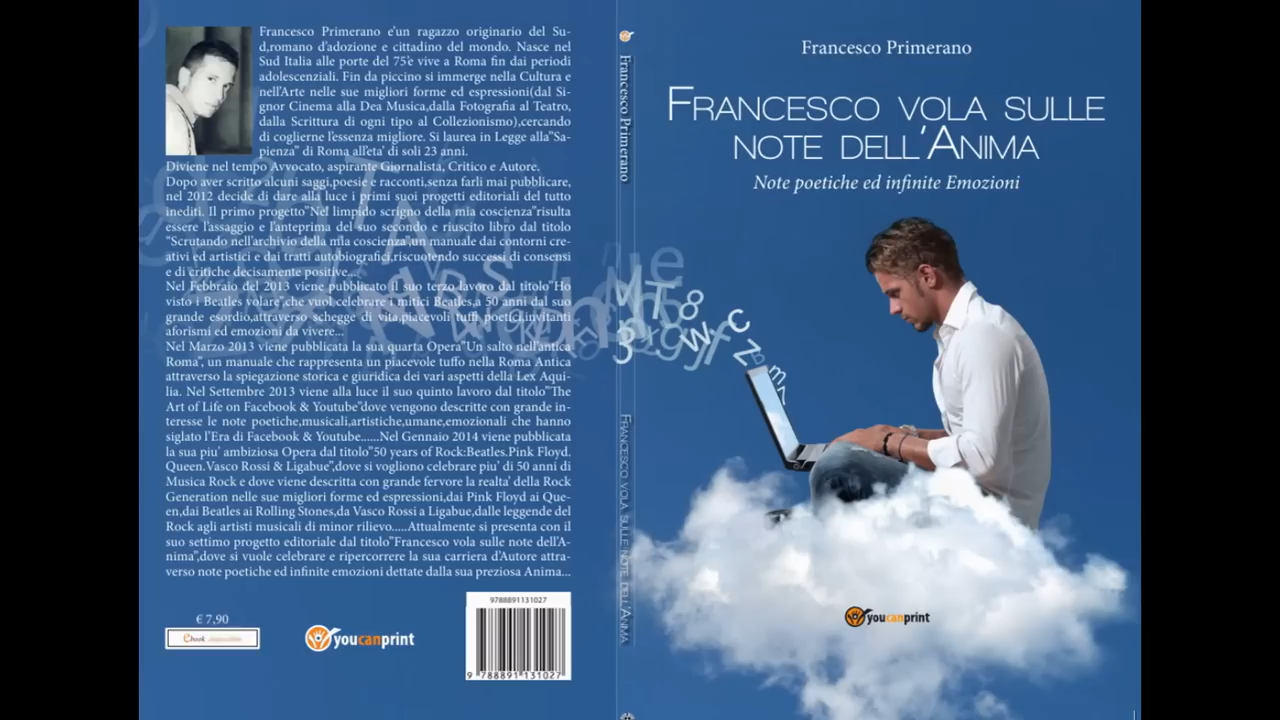 Francesco Primerano e'un ragazzo originario del Su-
d,romano d'adozione e cittadino del mondo. Nasce nel
Sud Italia alle porte del 75'e vive a Roma fin dai periodi
adolescenziali. Fin da piccino si immerge nella Cultura e
nell'Arte nelle sue migliori forme ed espressioni(dal Si-
gnor Cinema alla Dea Musica,dalla Fotografia al Teatro,
dalla Scrittura di ogni tipo al Collezionismo),cercando
di coglierne l'essenza migliore. Si laurea in Legge alla"Sa-
pienza" di Roma all'eta' di soli 23 anni.
Diviene nel tempo Avvocato, aspirante Giornalista, Critico e Autore.
Dopo aver scritto alcuni saggi,poesie e racconti,senza farli mai pubblicare,
nel 2012 decide di dare alla luce i primi suoi progetti editoriali del tutto
inediti. Il primo progetto"Nel limpido scrigno della mia coscienza"risulta
essere l'assaggio e l'anteprima del suo secondo e riuscito libro dal titolo
"Scrutando nell'archivio della mia coscienza",un manuale dai contorni cre-
ativi ed artistici e dai tratti autobiografici,riscuotendo successi di consensi
e di critiche decisamente positive...
Nel Febbraio del 2013 viene pubblicato il suo terzo lavoro dal titolo"Ho
visto i Beatles volare",che vuol celebrare i mitici Beatles,a 50 anni dal suo
grande esordio,attraverso schegge di vita,piacevoli tuffi poetici,invitanti
aforismi ed emozioni da vivere...
Nel Marzo 2013 viene pubblicata la sua quarta Opera"Un salto nell'antica
Roma", un manuale che rappresenta un piacevole tuffo nella Roma Antica
attraverso la spiegazione storica e giuridica dei vari aspetti della Lex Aqui-
lia. Nel Settembre 2013 viene alla luce il suo quinto lavoro dal titolo"The
Art of Life on Facebook & Youtube"dove vengono descritte con grande in-
teresse le note poetiche,musicali,artistiche,umane,emozionali che hanno
siglato l'Era di Facebook & Youtube......Nel Gennaio 2014 viene pubblicata
la sua piu' ambiziosa Opera dal titolo"50 years of Rock:Beatles.Pink Floyd.
Queen.Vasco Rossi & Ligabue",dove si vogliono celebrare piu' di 50 anni di
Musica Rock e dove viene descritta con grande fervore la realta' della Rock
Generation nelle sue migliori forme ed espressioni,dai Pink Floyd ai Que-
en,dai Beatles ai Rolling Stones,da Vasco Rossi a Ligabue,dalle leggende del
Rock agli artisti musicali di minor rilievo.....Attualmente si presenta con il
suo settimo progetto editoriale dal titolo"Francesco vola sulle note dell'A-
nima",dove si vuole celebrare e ripercorrere la sua carriera d'Autore attra-
verso note poetiche ed infinite emozioni dettate dalla sua preziosa Anima...
€ 7,90
Ebook disponibile
youcanprint
9788891131027
9 788891 131027
Francesco Primerano
Francesco vola sulle note dell'Anima
Francesco Primerano
Francesco vola sulle
note dell'Anima
Note poetiche ed infinite Emozioni
youcanprint